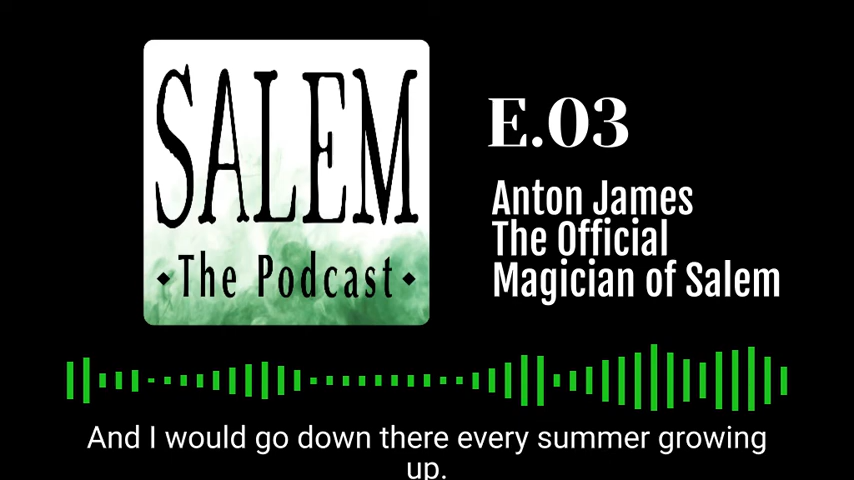 SALEM
The Podcast
E.03
Anton James
The Official
Magician of Salem
And I would go down there every summer growing
up.